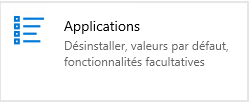 Applications
Désinstaller, valeurs par défaut,
fonctionnalités facultatives